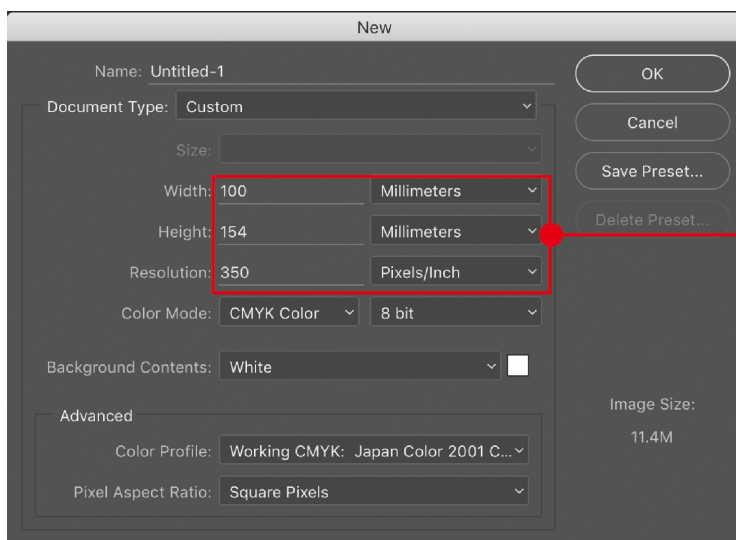 New
Name: Untitled-1
OK
Document Type: Custom
Cancel
Size:
Save Preset...
Width: 100 Millimeters
Delete Preset...
Height: 154 Millimeters
Resolution: 350 Pixels/Inch
Color Mode: CMYK Color 8 bit
Background Contents: White
Image Size:
11.4M
Advanced
Color Profile: Working CMYK: Japan Color 2001 C...
Pixel Aspect Ratio: Square Pixels